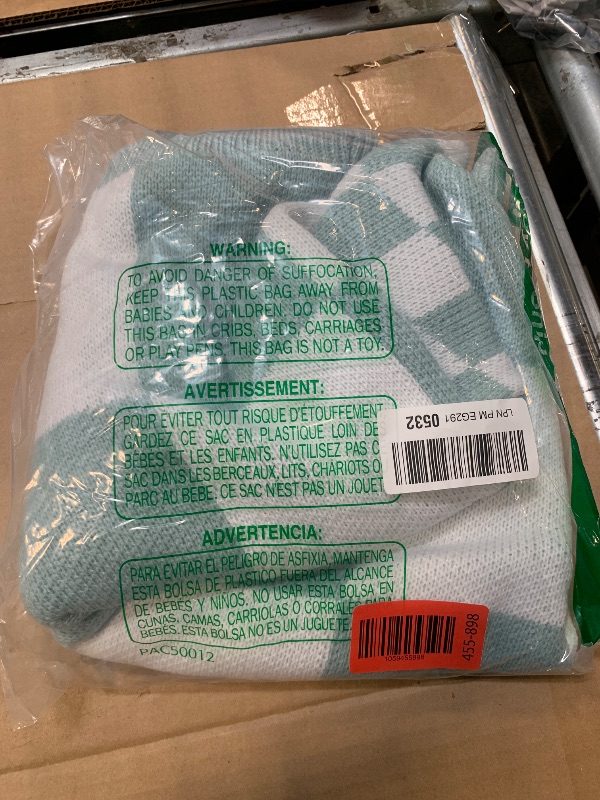 WARNING:
TO AVOID DANGER OF SUFFOCATION,
KEEP THIS PLASTIC BAG AWAY FROM
BABIES AND CHILDREN. DO NOT USE
THIS BAG IN CRIBS, BEDS, CARRIAGES
OR PLAY PENS. THIS BAG IS NOT A TOY.
AVERTISSEMENT:
POUR EVITER TOUT RISQUE D'ÉTOUFFEMENT
GARDEZ CE SAC EN PLASTIQUE LOIN DE
BÉBES ET LES ENFANTS. N'UTILISEZ PAS C
SAC DANS LES BERCEAUX, LITS, CHARIOTS O
PARC AU BEBE. CE SAC N'EST PAS UN JOUET
LPN PM EG291 0532
ADVERTENCIA:
PARA EVITAR EL PELIGRO DE ASFIXIA, MANTENGA
ESTA BOLSA DE PLASTICO FUERA DEL ALCANCE
DE BEBES Y NIÑOS. NO USAR ESTA BOLSA EN
CUNAS, CAMAS, CARRIOLAS O CORRALES PARA
BEBES. ESTA BOLSA NO ES UN JUGUETE.
PAC50012
455-898